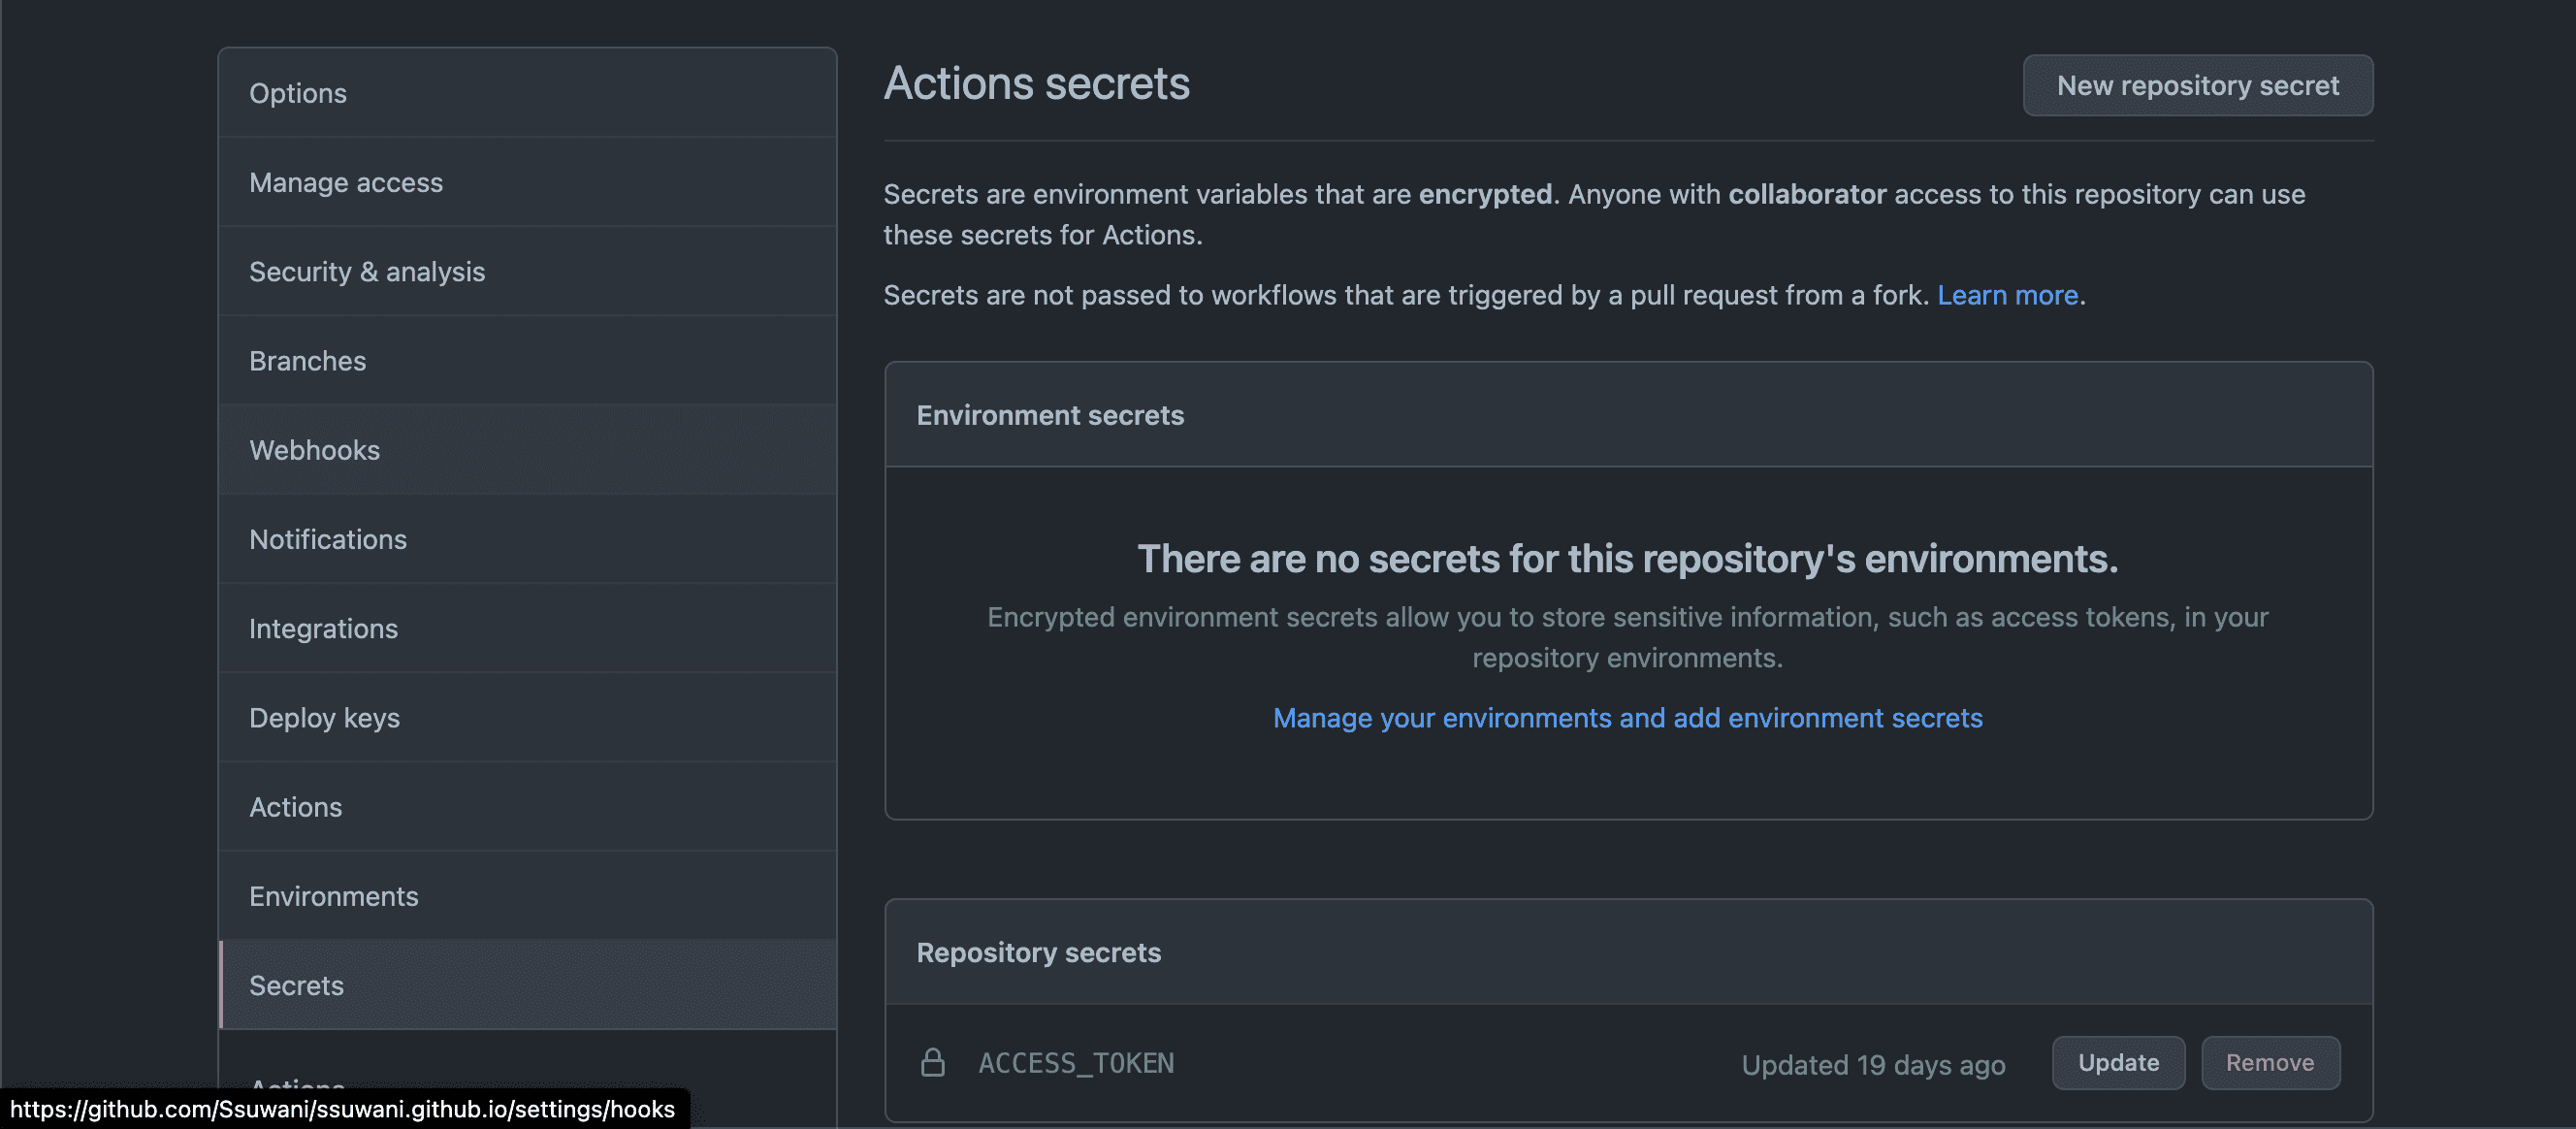 Options
Manage access
Security & analysis
Branches
Webhooks
Notifications
Integrations
Deploy keys
Actions
Environments
Secrets
Actions
https://github.com/Ssuwani/ssuwani.github.io/settings/hooks
Actions secrets
New repository secret
Secrets are environment variables that are encrypted. Anyone with collaborator access to this repository can use
these secrets for Actions.
Secrets are not passed to workflows that are triggered by a pull request from a fork. Learn more.
Environment secrets
There are no secrets for this repository's environments.
Encrypted environment secrets allow you to store sensitive information, such as access tokens, in your
repository environments.
Manage your environments and add environment secrets
Repository secrets
ACCESS_TOKEN
Updated 19 days ago
Update
Remove